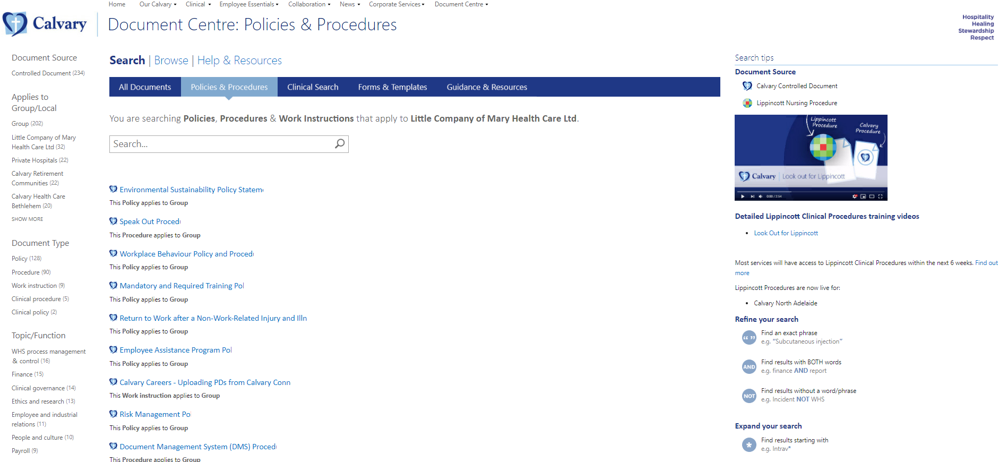 Home Our Calvary Clinical Employee Essentials Collaboration News Corporate Services Document Centre
Calvary
Document Centre: Policies & Procedures
Hospitality
Healing
Stewardship
Respect
Document Source
Controlled Document (234)
Applies to
Group/Local
Group (202)
Little Company of Mary
Health Care Ltd (32)
Private Hospitals (22)
Calvary Retirement
Communities (22)
Calvary Health Care
Bethlehem (20)
SHOW MORE
Document Type
Policy (128)
Procedure (90)
Work instruction (9)
Clinical procedure (5)
Clinical policy (2)
Topic/Function
WHS process management
& control (16)
Finance (15)
Clinical governance (14)
Ethics and research (13)
Employee and industrial
relations (11)
People and culture (10)
Payroll (9)
Search | Browse | Help & Resources
All Documents Policies & Procedures Clinical Search Forms & Templates Guidance & Resources
You are searching Policies, Procedures & Work Instructions that apply to Little Company of Mary Health Care Ltd.
Search...
Environmental Sustainability Policy Stateme
This Policy applies to Group
Speak Out Procedu
This Procedure applies to Group
Workplace Behaviour Policy and Procedu
This Policy applies to Group
Mandatory and Required Training Pol
This Policy applies to Group
Return to Work after a Non-Work-Related Injury and Illn
This Policy applies to Group
Employee Assistance Program Pol
This Policy applies to Group
Calvary Careers - Uploading PDs from Calvary Conn
This Work instruction applies to Group
Risk Management Po
This Policy applies to Group
Document Management System (DMS) Procedu
This Procedure applies to Group
Search tips
Document Source
Calvary Controlled Document
Lippincott Nursing Procedure
Lippincott
Procedure
Calvary
Procedure
Calvary | Look out for Lippincott
0:00 / 2:54
Detailed Lippincott Clinical Procedures training videos
• Look Out for Lippincott
Most services will have access to Lippincott Clinical Procedures within the next 6 weeks. Find out
more
Lippincott Procedures are now live for:
• Calvary North Adelaide
Refine your search
“ ”
Find an exact phrase
e.g. “Subcutaneous injection”
AND
Find results with BOTH words
e.g. finance AND report
NOT
Find results without a word/phrase
e.g. Incident NOT WHS
Expand your search
*
Find results starting with
e.g. Intrav*